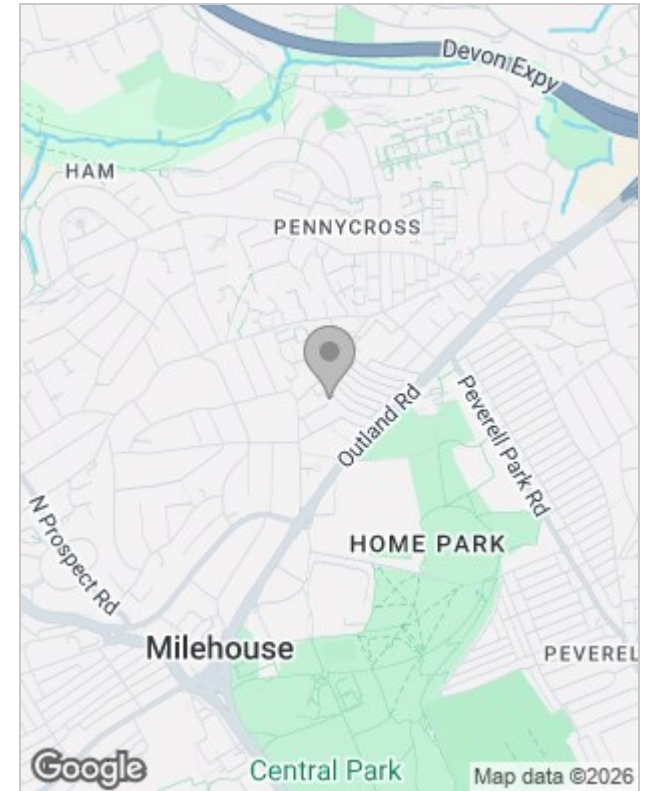 Devon Expy
HAM
PENNYCROSS
Outland Rd
Peverell Park Rd
N Prospect Rd
HOME PARK
Milehouse
PEVEREL
Central Park
Google
Map data ©2026